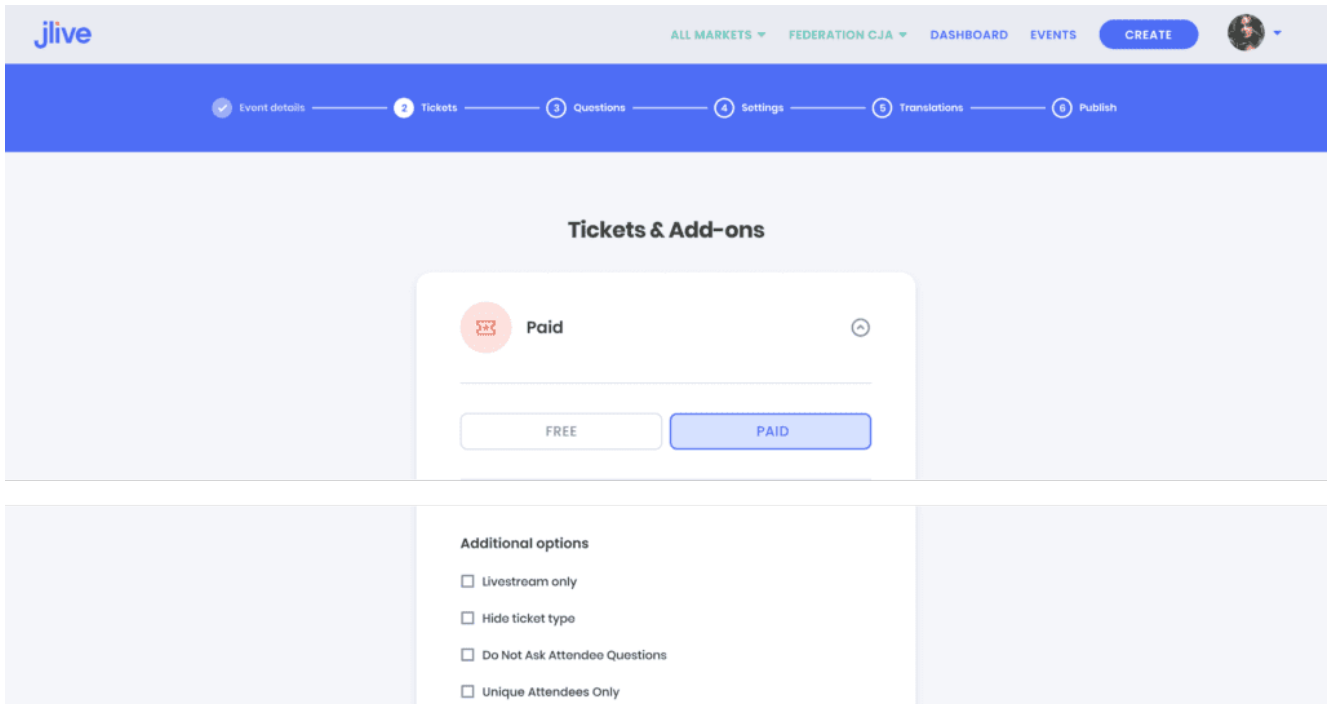 jlive
ALL MARKETS FEDERATION CJA DASHBOARD EVENTS CREATE
Event details 2 Tickets 3 Questions 4 Settings 5 Translations 6 Publish
Tickets & Add-ons
Paid
FREE PAID
Additional options
Livestream only
Hide ticket type
Do Not Ask Attendee Questions
Unique Attendees Only